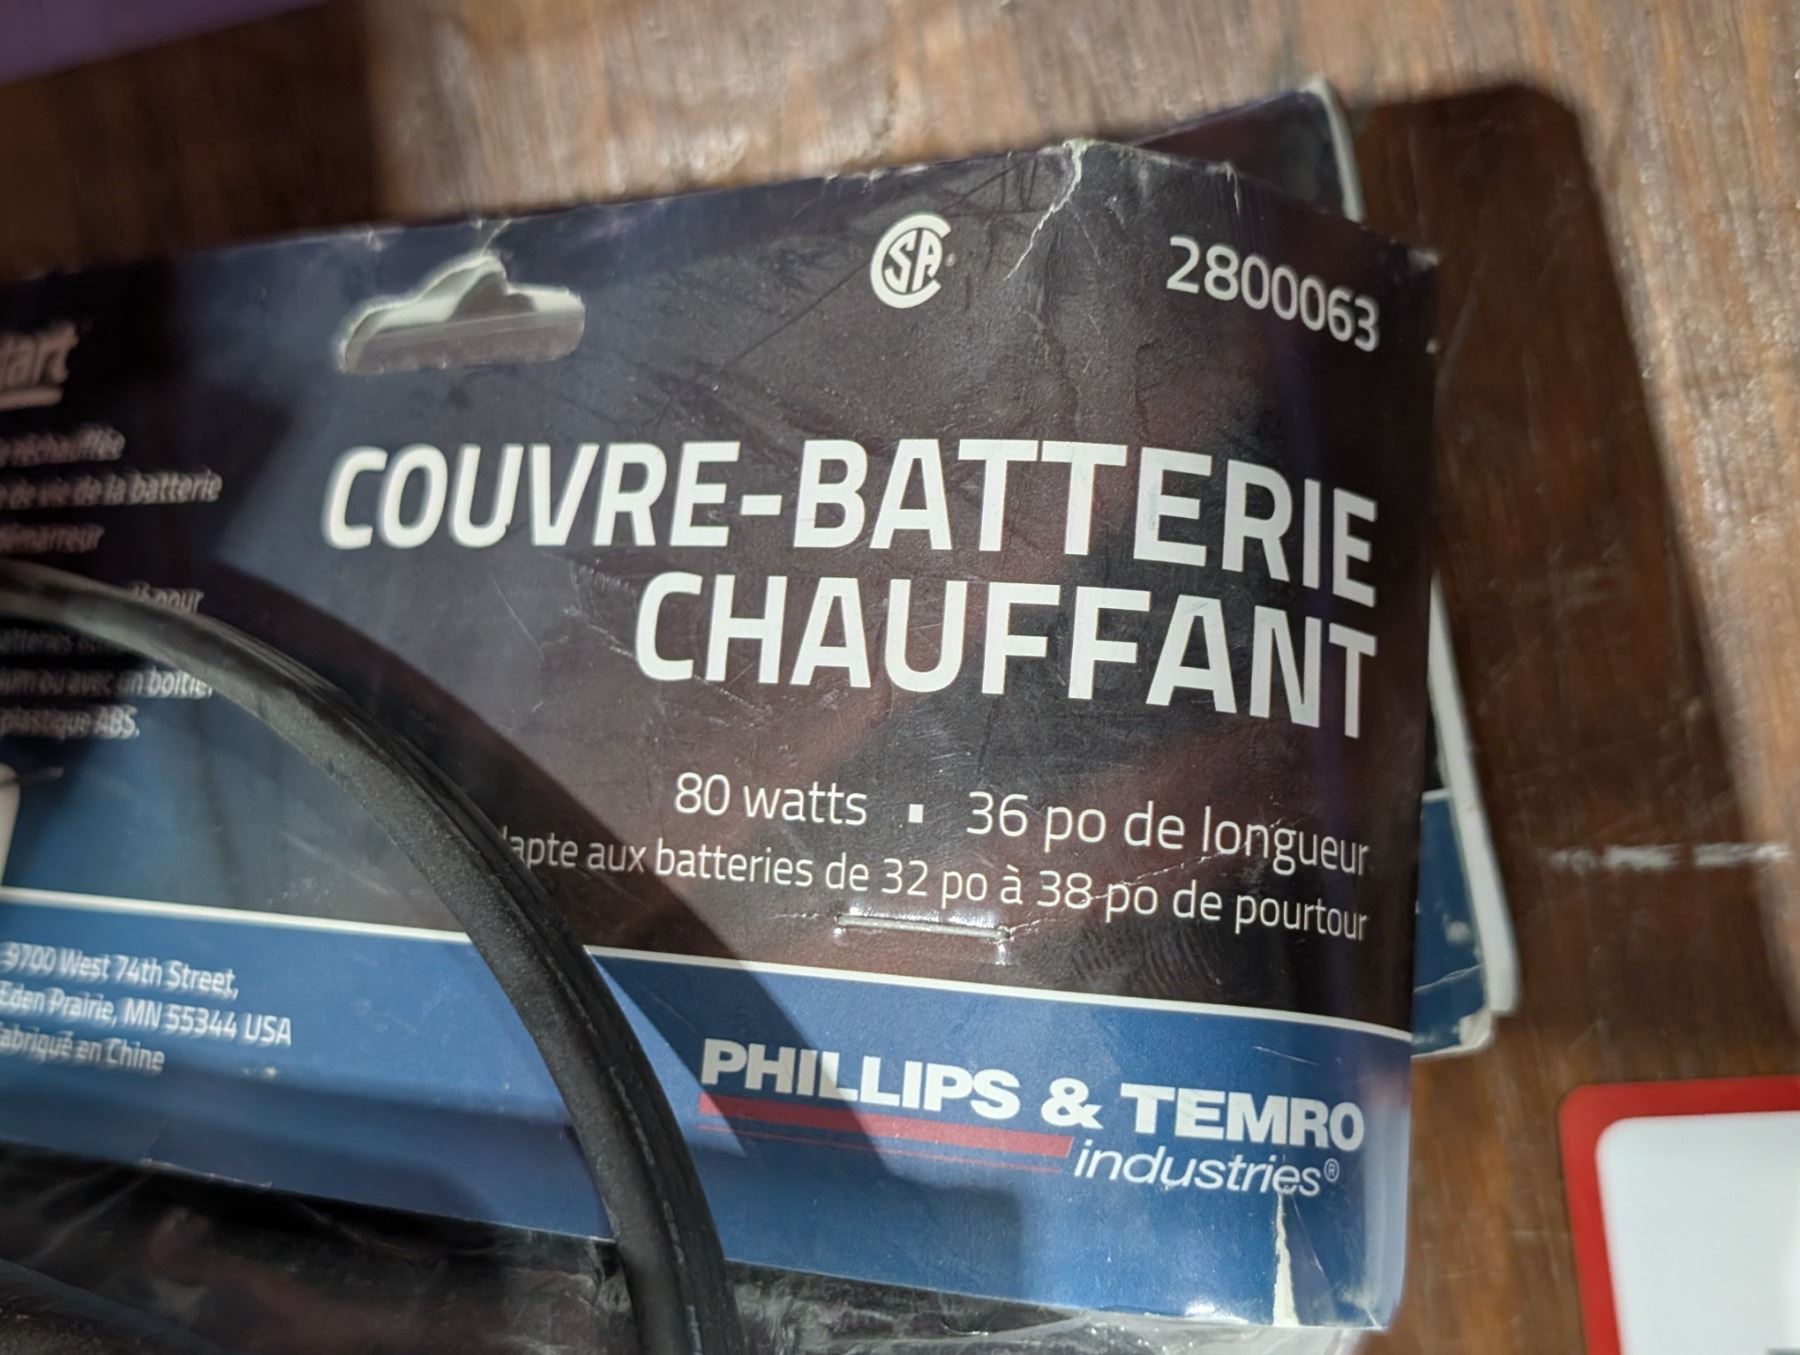 CSA
2800063
COUVRE-BATTERIE
CHAUFFANT
80 watts ▪ 36 po de longueur
aux batteries de 32 po à 38 po de pourtour
de vie de la batterie
pour
plastique ABS.
9700 West 74th Street,
Eden Prairie, MN 55344 USA
en Chine
PHILLIPS & TEMRO
industries®